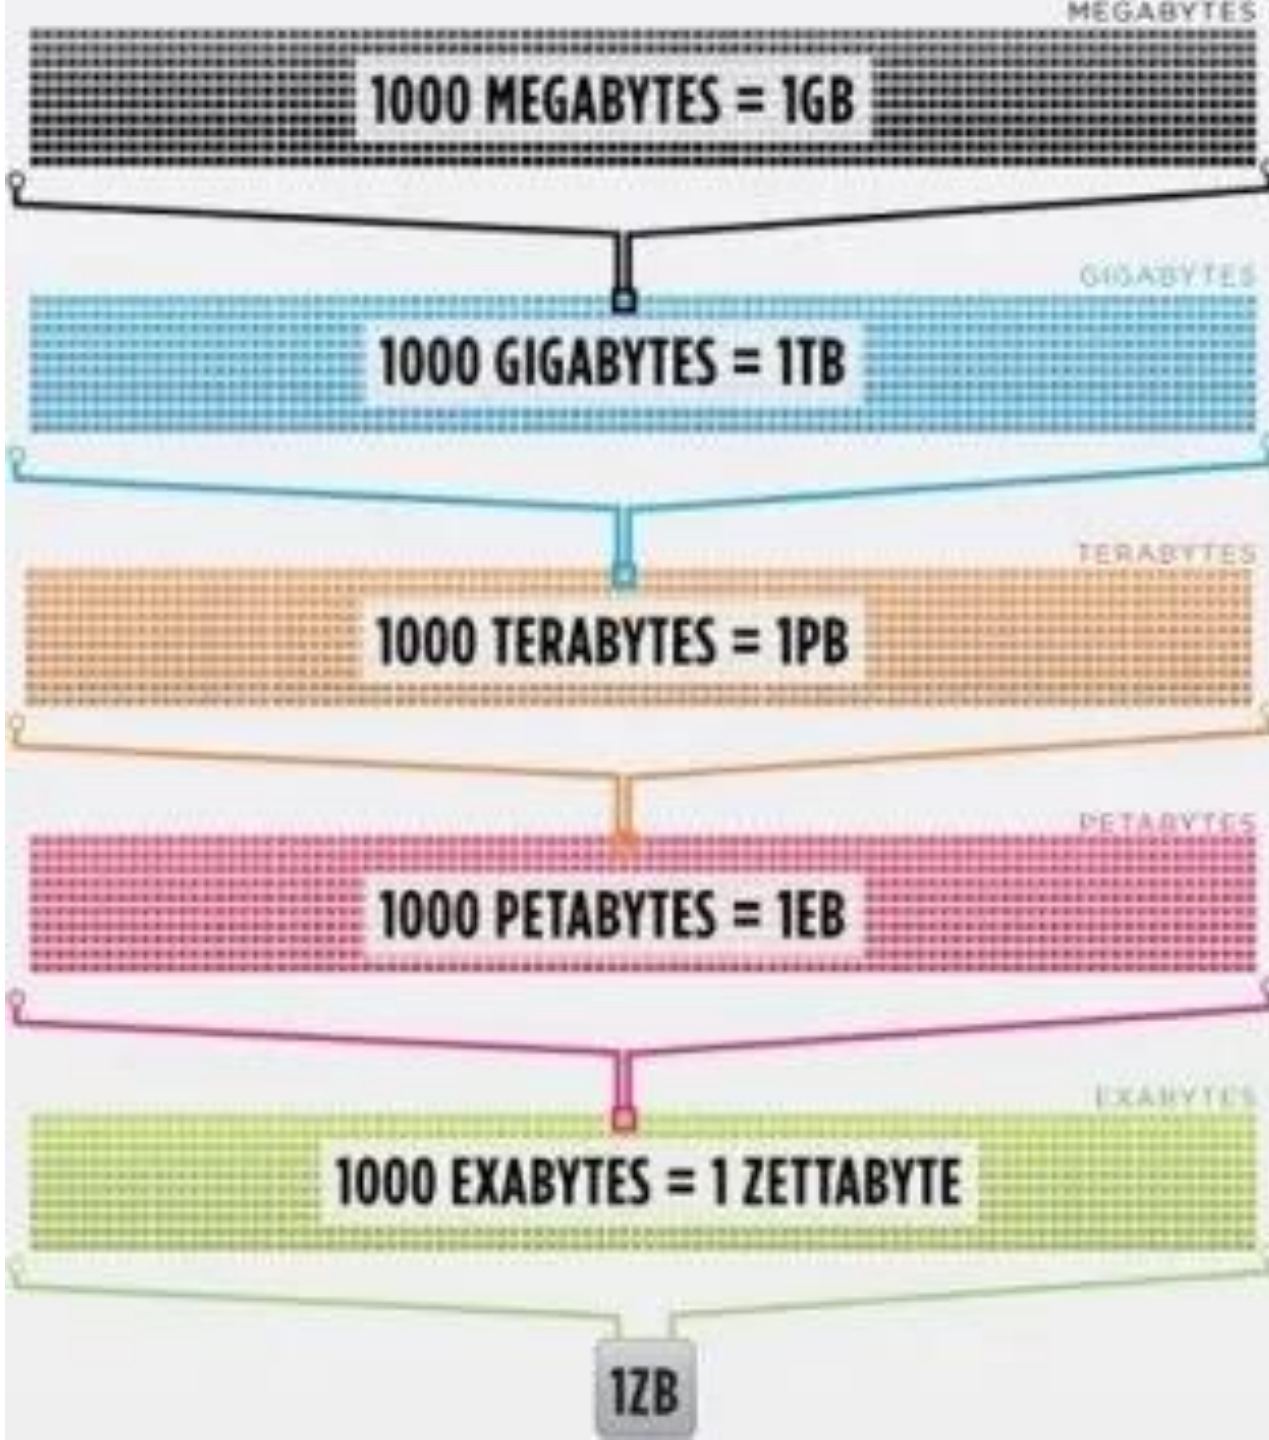 MEGABYTES
1000 MEGABYTES = 1GB
GIGABYTES
1000 GIGABYTES = 1TB
TERABYTES
1000 TERABYTES = 1PB
PETABYTES
1000 PETABYTES = 1EB
EXABYTES
1000 EXABYTES = 1 ZETTABYTE
1ZB